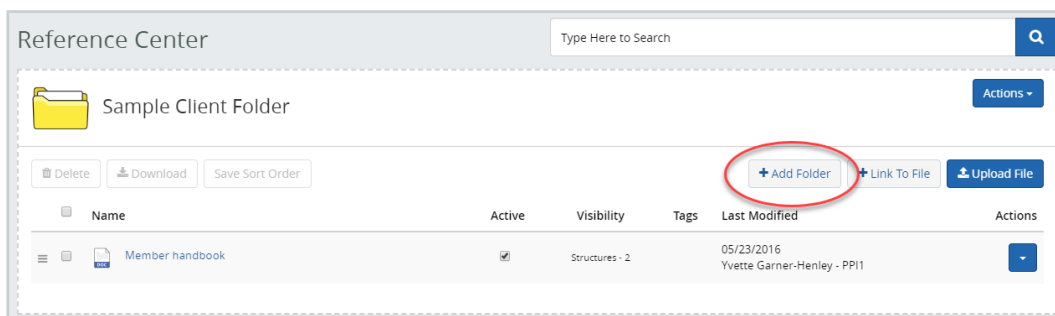 Reference Center
Type Here to Search
Sample Client Folder
Actions
Delete
Download
Save Sort Order
+ Add Folder
+ Link To File
Upload File
Name
Active
Visibility
Tags
Last Modified
Actions
DOC
Member handbook
Structures - 2
05/23/2016
Yvette Garner-Henley - PPI1